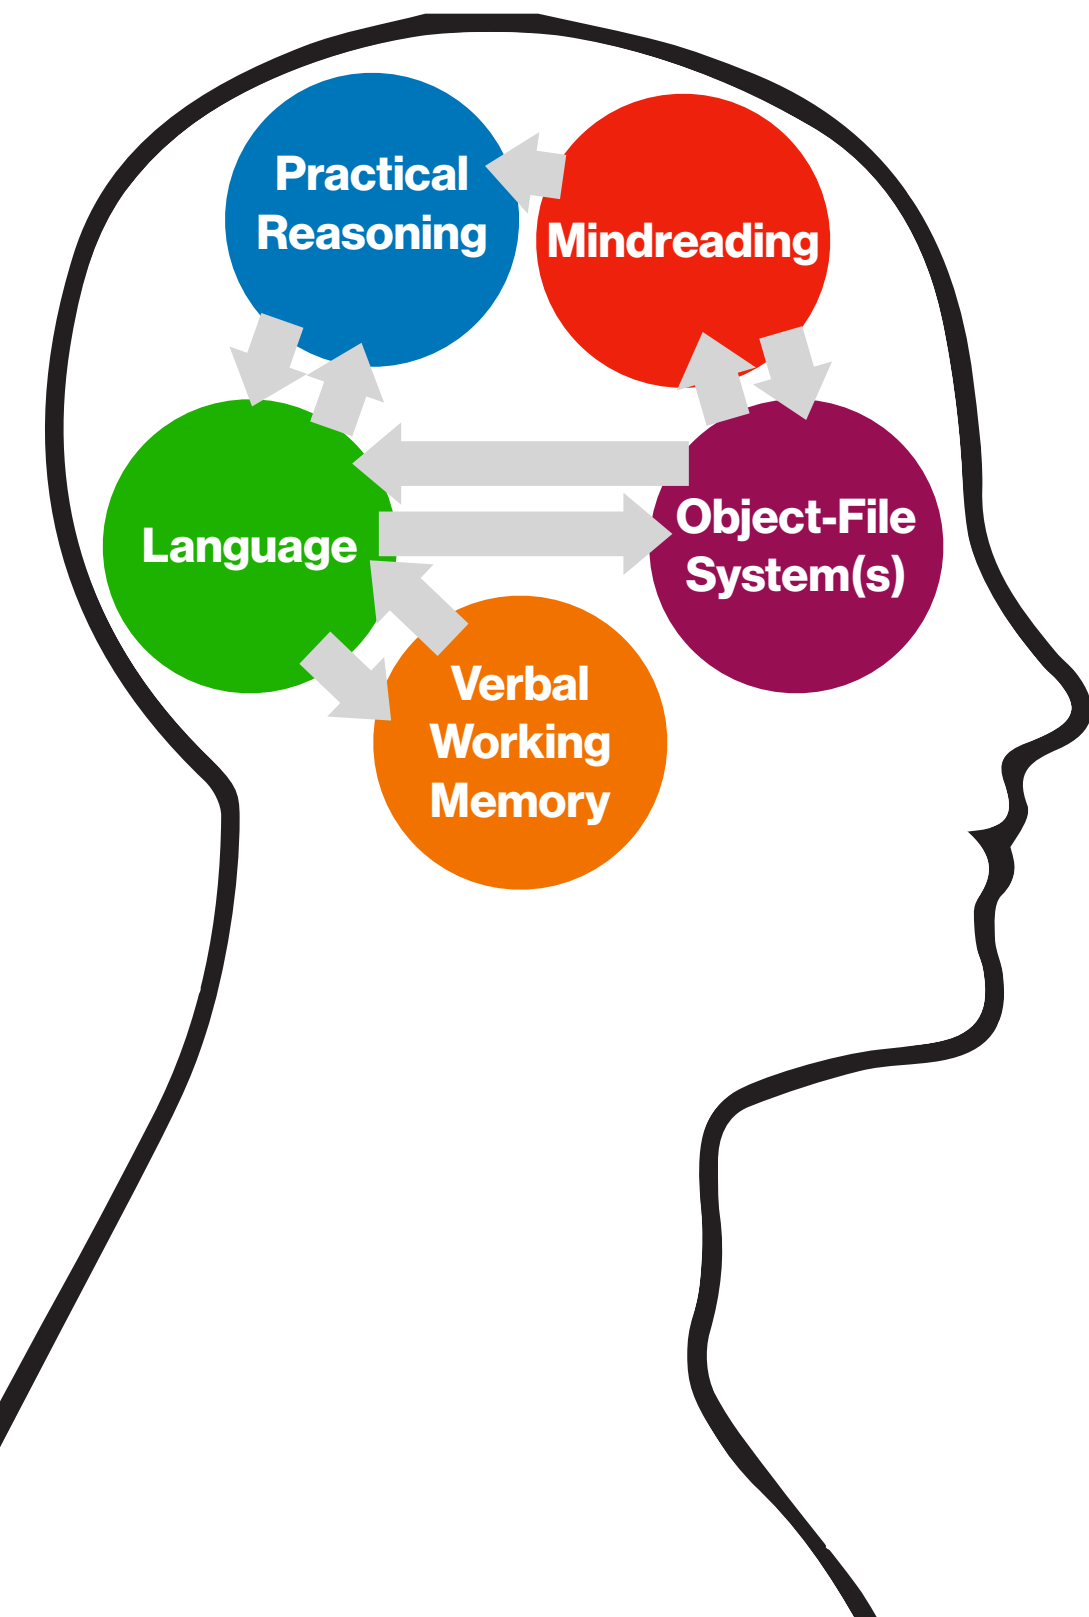 Practical
Reasoning
Mindreading
Language
Object-File
System(s)
Verbal
Working
Memory